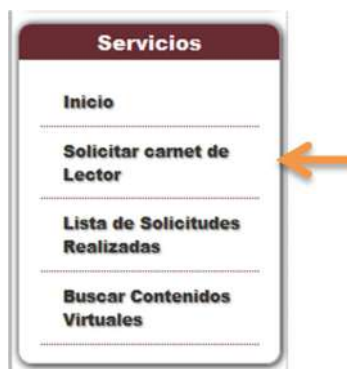 Servicios
Inicio
Solicitar carnet de
Lector
Lista de Solicitudes
Realizadas
Buscar Contenidos
Virtuales